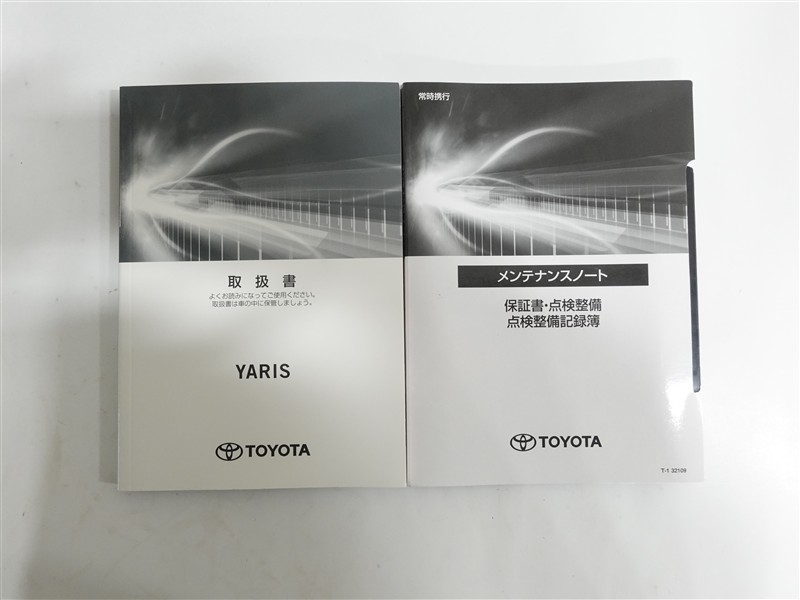 取扱書
よくお読みになってご使用ください。
取扱書は車の中に保管しましょう。
YARIS
TOYOTA
常時携行
メンテナンスノート
保証書・点検整備
点検整備記録簿
TOYOTA
T-1 32109